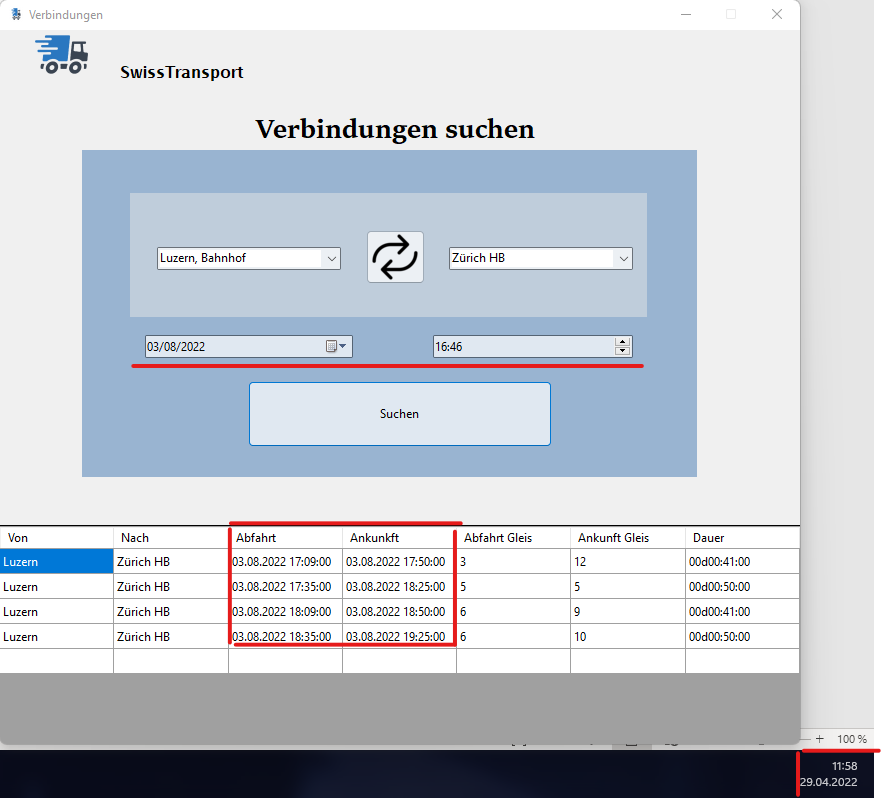 Verbindungen
SwissTransport
Verbindungen suchen
Luzern, Bahnhof Zürich HB
03/08/2022 16:46
Suchen
Von Nach Abfahrt Ankunkft Abfahrt Gleis Ankunft Gleis Dauer
Luzern Zürich HB 03.08.2022 17:09:00 03.08.2022 17:50:00 3 12 00d00:41:00
Luzern Zürich HB 03.08.2022 17:35:00 03.08.2022 18:25:00 5 5 00d00:50:00
Luzern Zürich HB 03.08.2022 18:09:00 03.08.2022 18:50:00 6 9 00d00:41:00
Luzern Zürich HB 03.08.2022 18:35:00 03.08.2022 19:25:00 6 10 00d00:50:00
+ 100 %
11:58
29.04.2022